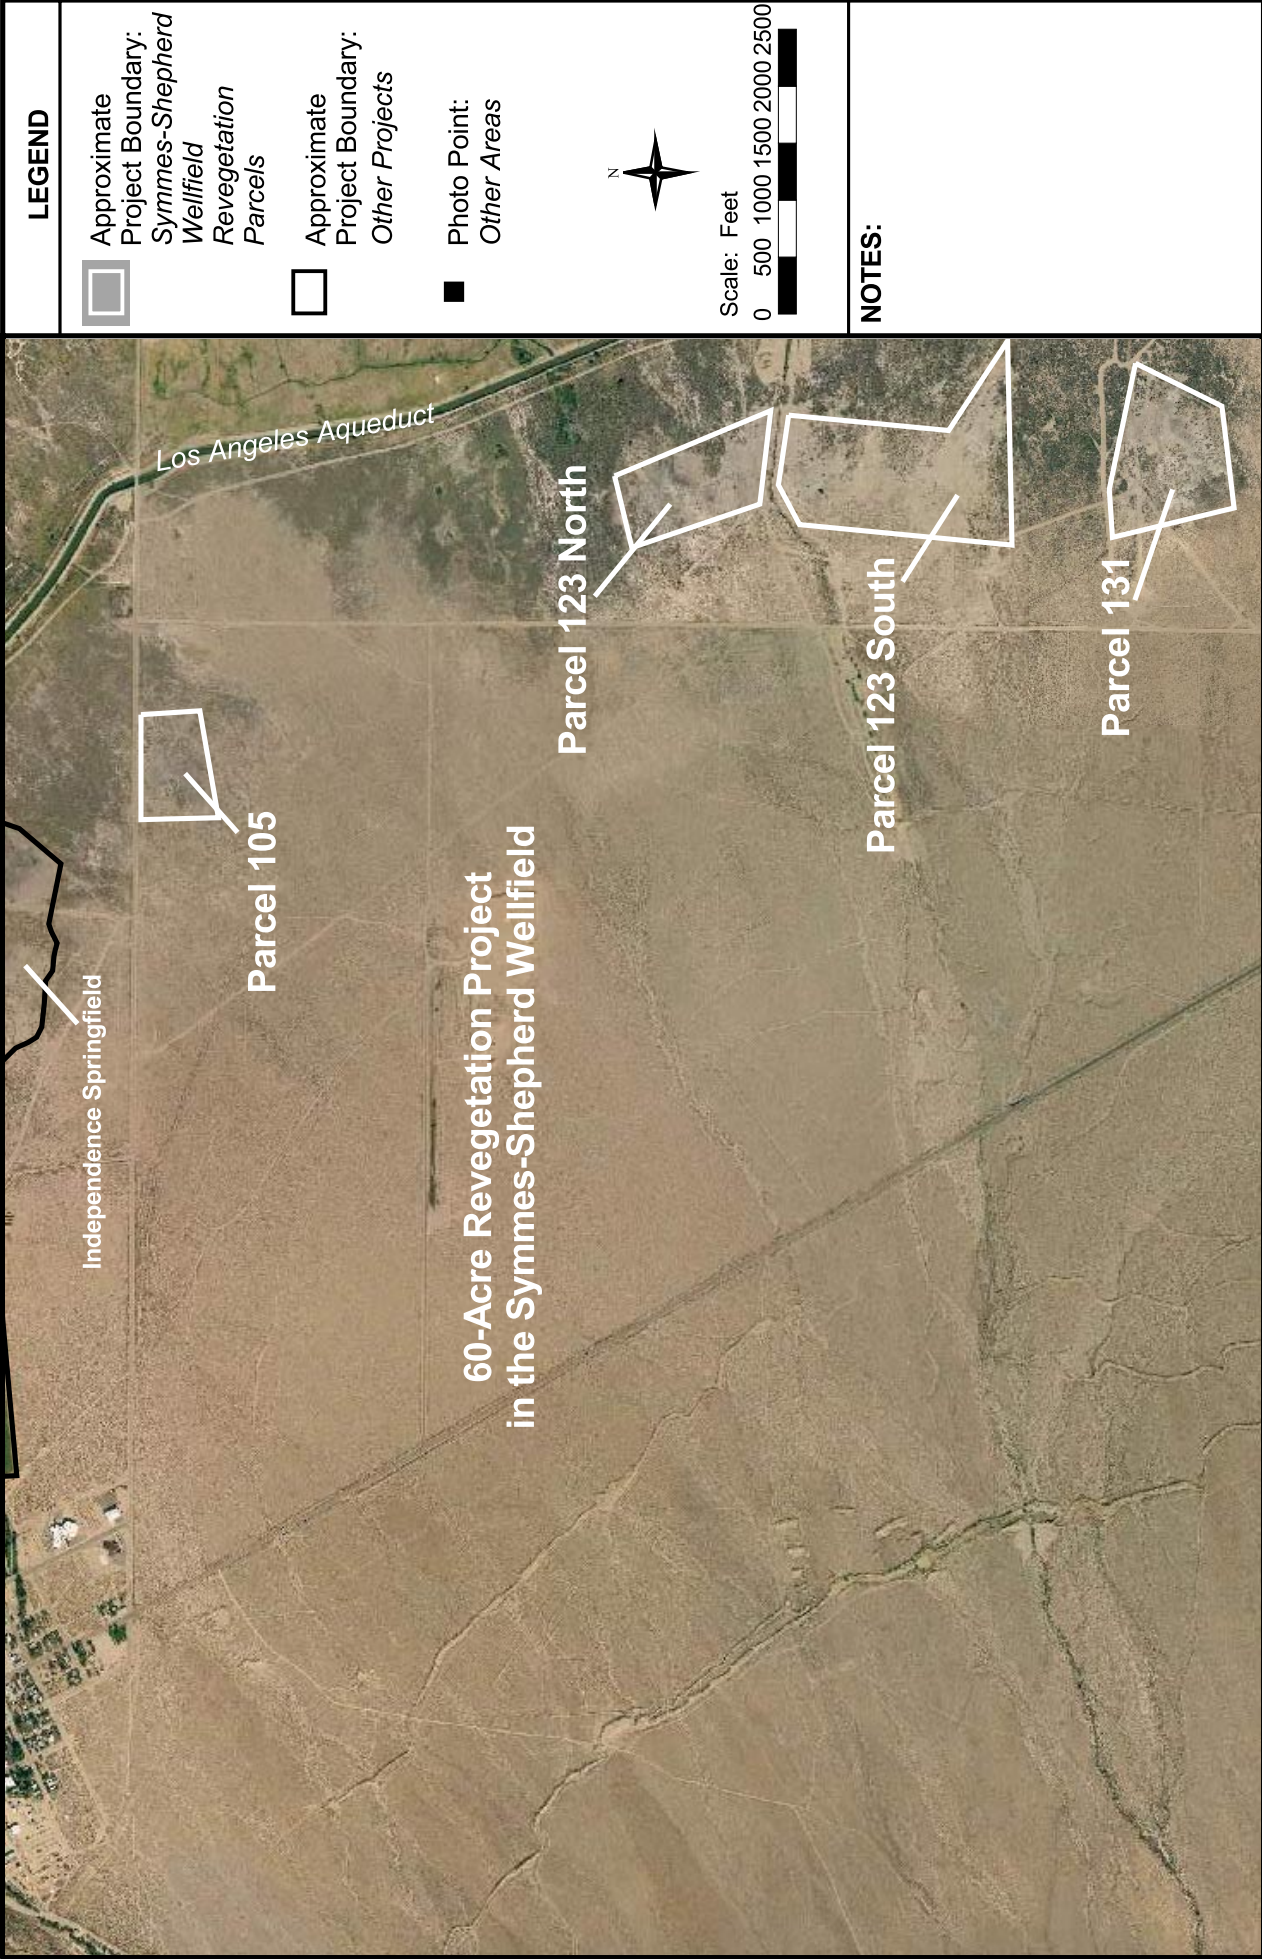 LEGEND
Approximate
Project Boundary:
Symmes-Shepherd
Wellfield
Revegetation
Parcels
Approximate
Project Boundary:
Other Projects
Photo Point:
Other Areas
N
Scale: Feet
0 500 1000 1500 2000 2500
NOTES:
Independence Springfield
Los Angeles Aqueduct
Parcel 105
60-Acre Revegetation Project
in the Symmes-Shepherd Wellfield
Parcel 123 North
Parcel 123 South
Parcel 131